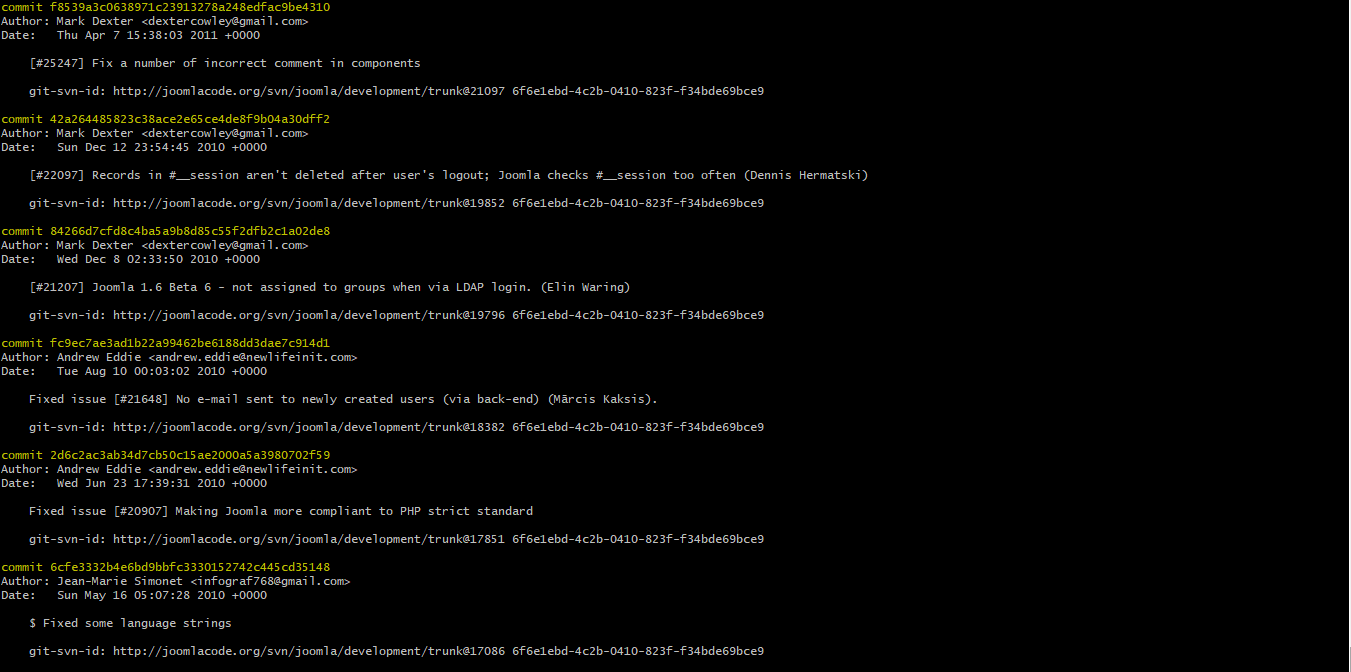 commit f8539a3c0638971c23913278a248edfac9be4310
Author: Mark Dexter <dextercowley@gmail.com>
Date:   Thu Apr 7 15:38:03 2011 +0000
[#25247] Fix a number of incorrect comment in components
git-svn-id: http://joomlacode.org/svn/joomla/development/trunk@21097 6f6e1ebd-4c2b-0410-823f-f34bde69bce9
commit 42a264485823c38ace2e65ce4de8f9b04a30dff2
Author: Mark Dexter <dextercowley@gmail.com>
Date:   Sun Dec 12 23:54:45 2010 +0000
[#22097] Records in #__session aren't deleted after user's logout; Joomla checks #__session too often (Dennis Hermatski)
git-svn-id: http://joomlacode.org/svn/joomla/development/trunk@19852 6f6e1ebd-4c2b-0410-823f-f34bde69bce9
commit 84266d7cfd8c4ba5a9b8d85c55f2dfb2c1a02de8
Author: Mark Dexter <dextercowley@gmail.com>
Date:   Wed Dec 8 02:33:50 2010 +0000
[#21207] Joomla 1.6 Beta 6 - not assigned to groups when via LDAP login. (Elin Waring)
git-svn-id: http://joomlacode.org/svn/joomla/development/trunk@19796 6f6e1ebd-4c2b-0410-823f-f34bde69bce9
commit fc9ec7ae3ad1b22a99462be6188dd3dae7c914d1
Author: Andrew Eddie <andrew.eddie@newlifeinit.com>
Date:   Tue Aug 10 00:03:02 2010 +0000
Fixed issue [#21648] No e-mail sent to newly created users (via back-end) (Mārcis Kaksis).
git-svn-id: http://joomlacode.org/svn/joomla/development/trunk@18382 6f6e1ebd-4c2b-0410-823f-f34bde69bce9
commit 2d6c2ac3ab34d7cb50c15ae2000a5a3980702f59
Author: Andrew Eddie <andrew.eddie@newlifeinit.com>
Date:   Wed Jun 23 17:39:31 2010 +0000
Fixed issue [#20907] Making Joomla more compliant to PHP strict standard
git-svn-id: http://joomlacode.org/svn/joomla/development/trunk@17851 6f6e1ebd-4c2b-0410-823f-f34bde69bce9
commit 6cfe3332b4e6bd9bbfc3330152742c445cd35148
Author: Jean-Marie Simonet <infograf768@gmail.com>
Date:   Sun May 16 05:07:28 2010 +0000
$ Fixed some language strings
git-svn-id: http://joomlacode.org/svn/joomla/development/trunk@17086 6f6e1ebd-4c2b-0410-823f-f34bde69bce9